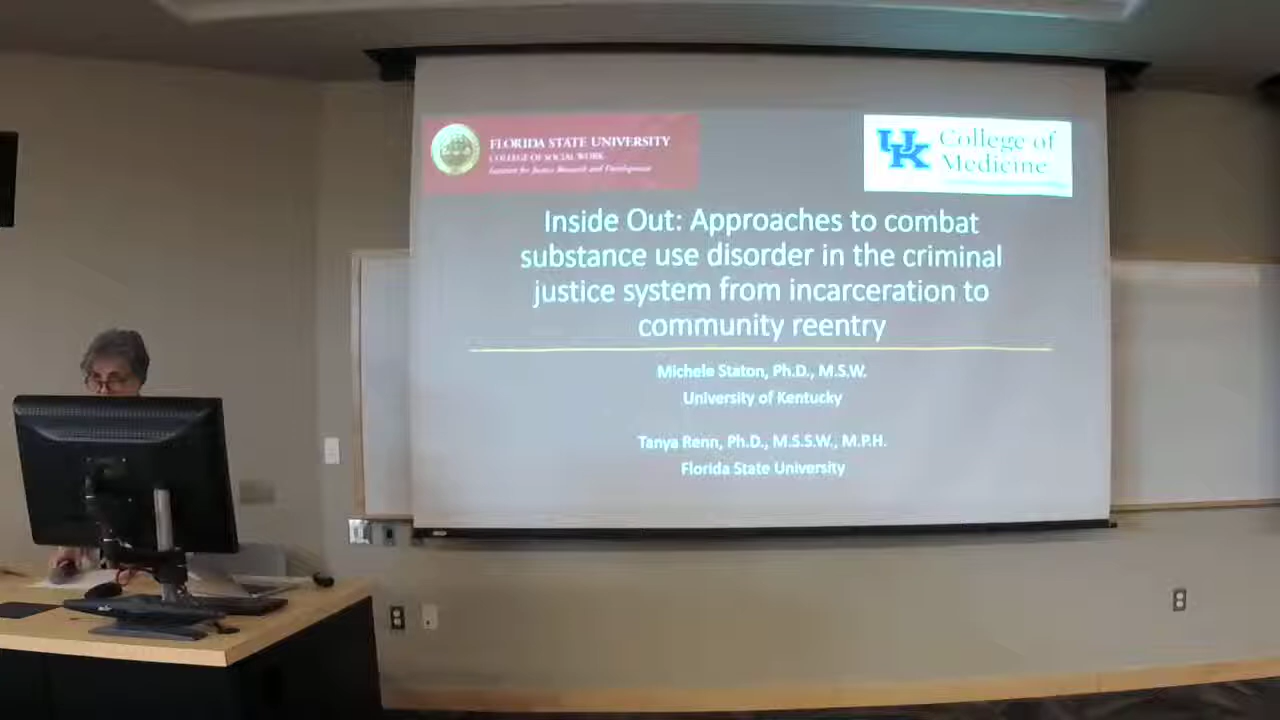 FLORIDA STATE UNIVERSITY
COLLEGE OF SOCIAL WORK
Institute for Justice Research and Development
UK College of
Medicine
Inside Out: Approaches to combat
substance use disorder in the criminal
justice system from incarceration to
community reentry
Michele Staton, Ph.D., M.S.W.
University of Kentucky
Tanya Renn, Ph.D., M.S.S.W., M.P.H.
Florida State University